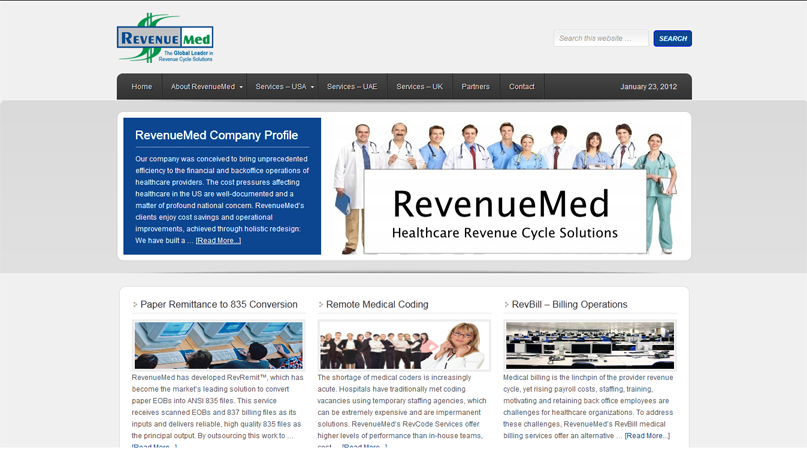 REVENUE Med
The Global Leader in
Revenue Cycle Solutions
Search this website …
SEARCH
Home
About RevenueMed
Services – USA
Services – UAE
Services – UK
Partners
Contact
January 23, 2012
RevenueMed Company Profile
Our company was conceived to bring unprecedented
efficiency to the financial and backoffice operations of
healthcare providers. The cost pressures affecting
healthcare in the US are well-documented and a
matter of profound national concern. RevenueMed's
clients enjoy cost savings and operational
improvements, achieved through holistic redesign:
We have built a … [Read More...]
RevenueMed
Healthcare Revenue Cycle Solutions
Paper Remittance to 835 Conversion
RevenueMed has developed RevRemit™, which has
become the market's leading solution to convert
paper EOBs into ANSI 835 files. This service
receives scanned EOBs and 837 billing files as its
inputs and delivers reliable, high quality 835 files as
the principal output. By outsourcing this work to …
[Read More...]
Remote Medical Coding
The shortage of medical coders is increasingly
acute. Hospitals have traditionally met coding
vacancies using temporary staffing agencies, which
can be extremely expensive and are impermanent
solutions. RevenueMed's RevCode Services offer
higher levels of performance than in-house teams,
cost … [Read More...]
RevBill – Billing Operations
Medical billing is the linchpin of the provider revenue
cycle, yet rising payroll costs, staffing, training,
motivating and retaining back office employees are
challenges for healthcare organizations. To address
these challenges, RevenueMed's RevBill medical
billing services offer an alternative … [Read More...]